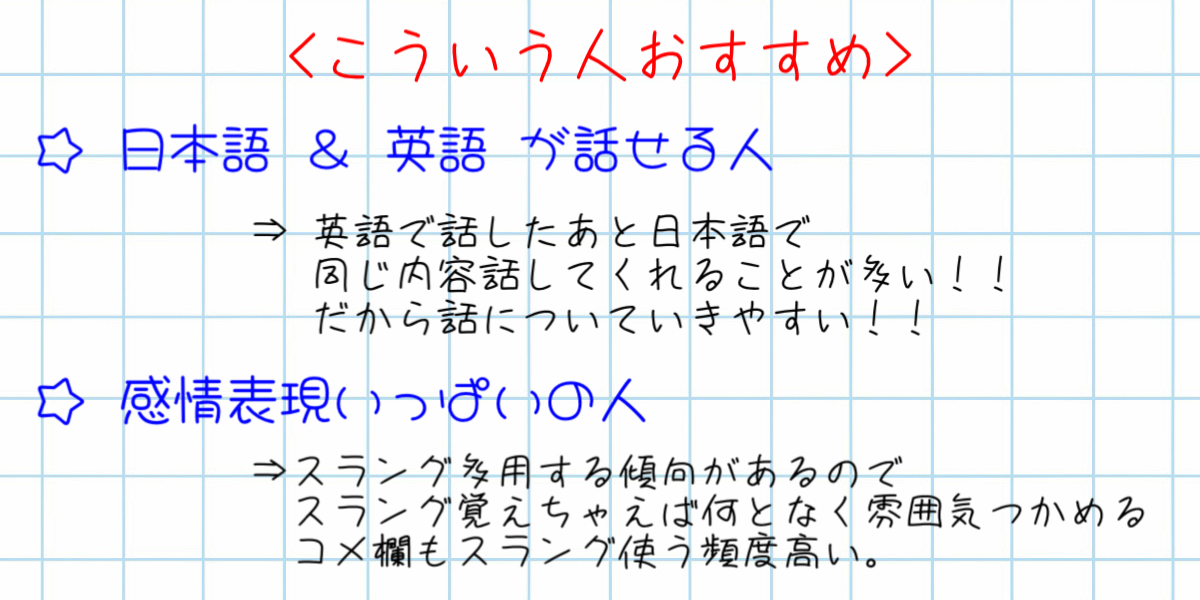 <こういう人おすすめ>
☆ 日本語 & 英語 が話せる人
⇒ 英語で話したあと日本語で
同じ内容話してくれることが多い！！
だから話についていきやすい！！
☆ 感情表現いっぱいの人
⇒スラング多用する傾向があるので
スラング覚えちゃえば何となく雰囲気つかめる
コメ欄もスラング使う頻度高い。